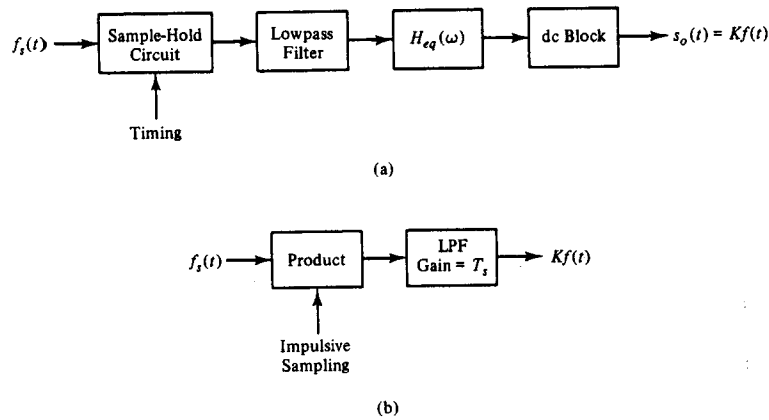 f_s(t)
Sample-Hold
Circuit
Lowpass
Filter
H_eq(ω)
dc Block
s_o(t) = Kf(t)
Timing
(a)
f_s(t)
Product
LPF
Gain = T_s
Kf(t)
Impulsive
Sampling
(b)